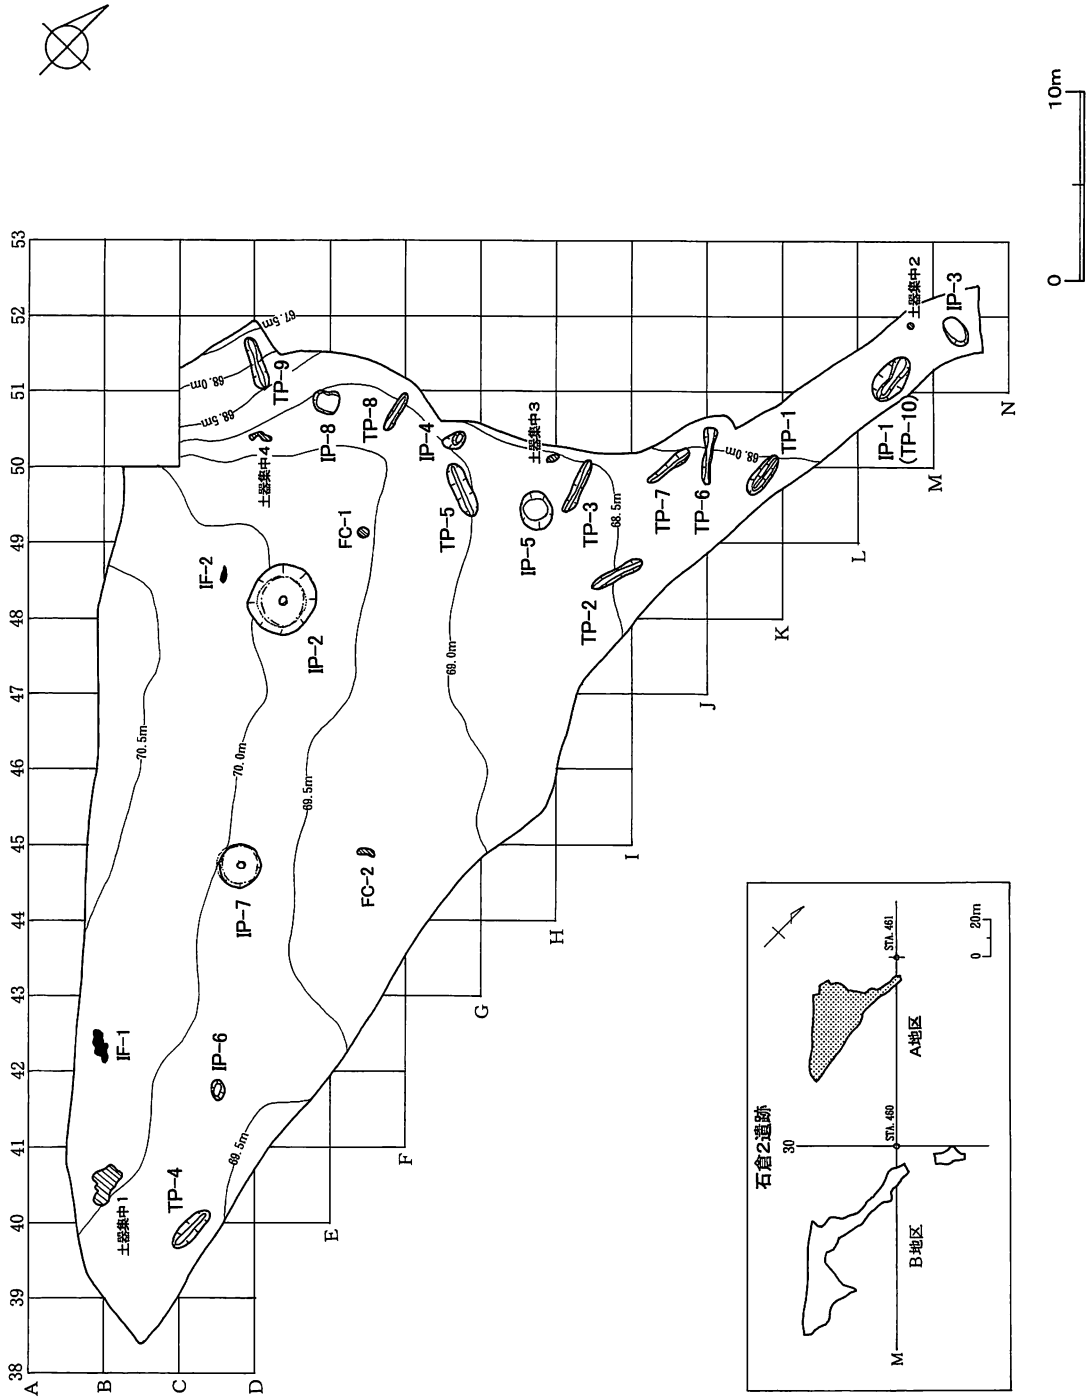 10m
0
53
52
51
50
49
48
47
46
45
44
43
42
41
40
39
38
A
B
C
D
E
F
G
H
I
J
K
L
M
N
67.5m
68.0m
68.5m
TP-9
IP-8
TP-8
土器集中4
IP-4
土器集中3
TP-5
FC-1
IF-2
IP-2
IP-5
TP-3
68.5m
TP-2
TP-7
TP-6
68.0m
TP-1
IP-1
(TP-10)
土器集中2
IP-3
70.5m
70.0m
69.5m
69.0m
IP-7
FC-2
IF-1
IP-6
69.5m
土器集中1
TP-4
石倉2遺跡
30
STA.460
STA.461
A地区
B地区
M
0 20m